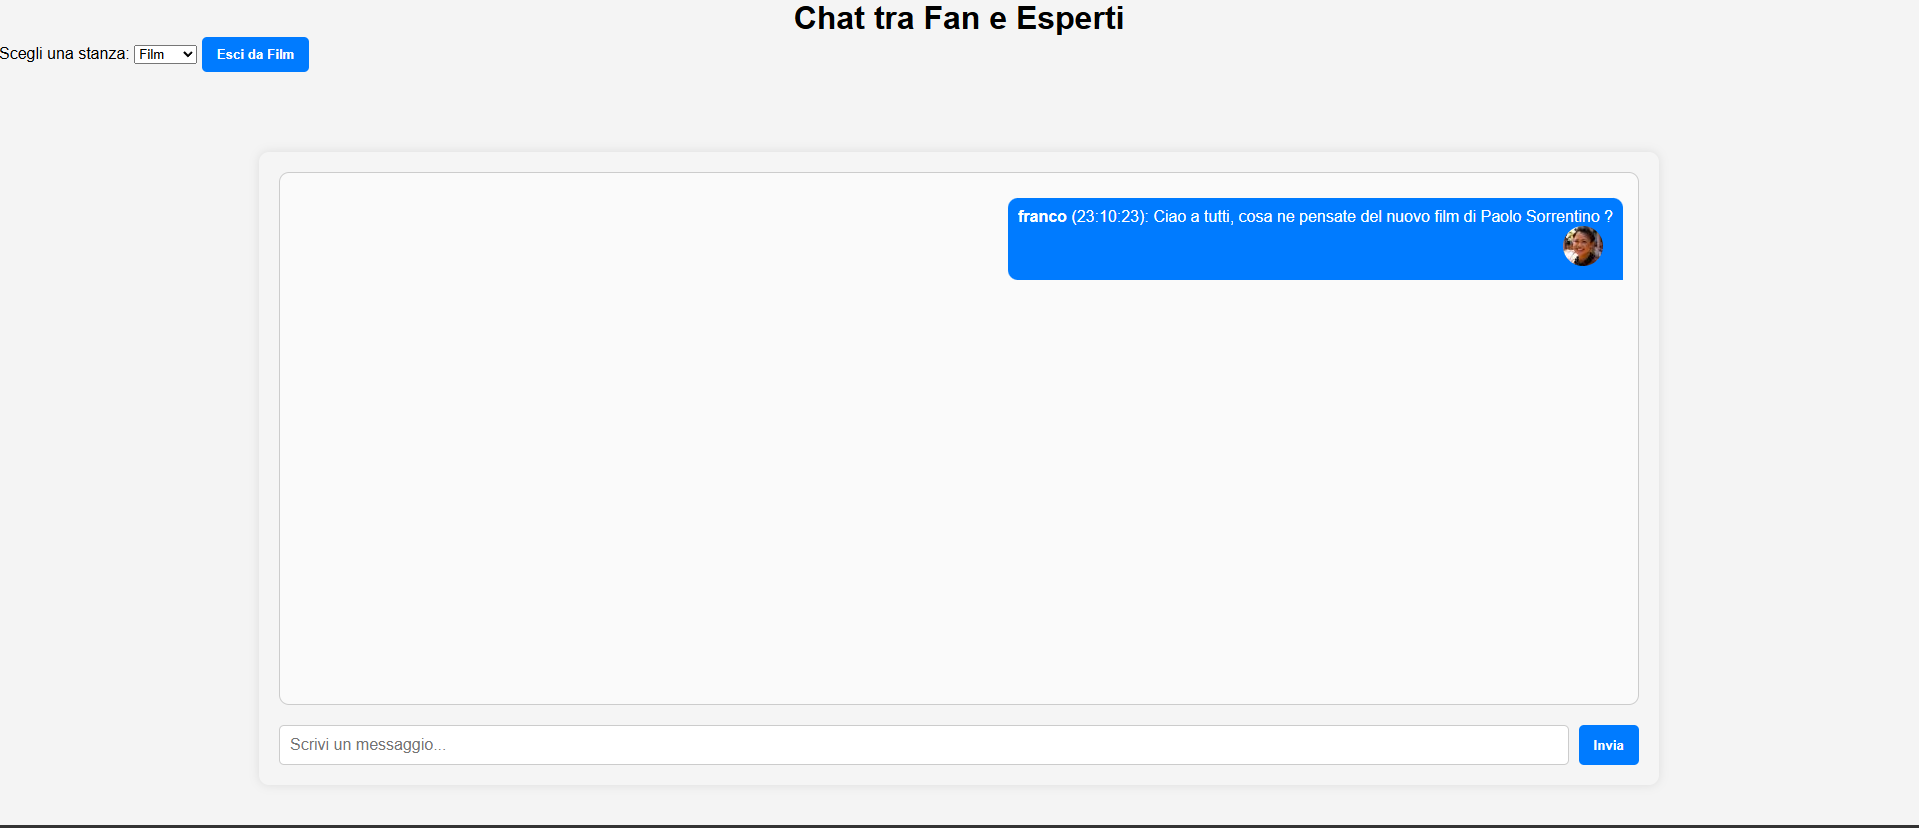 Chat tra Fan e Esperti
Scegli una stanza: Film Esci da Film
franco (23:10:23): Ciao a tutti, cosa ne pensate del nuovo film di Paolo Sorrentino ?
Scrivi un messaggio... Invia